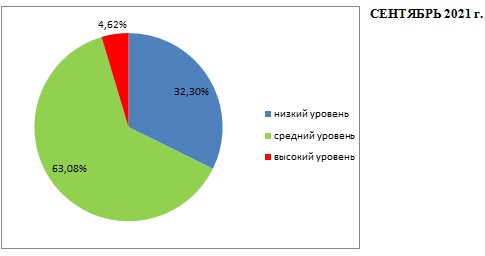 СЕНТЯБРЬ 2021 г.
4,62%
32,30%
63,08%
низкий уровень
средний уровень
высокий уровень